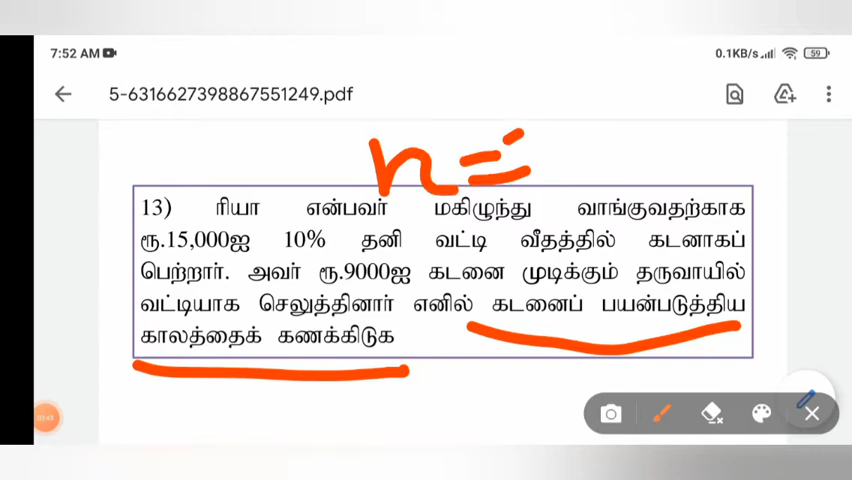 7:52 AM
0.1KB/s 59
5-6316627398867551249.pdf
n =
13) ரியா என்பவர் மகிழுந்து வாங்குவதற்காக
ரூ.15,000ஐ 10% தனி வட்டி வீதத்தில் கடனாகப்
பெற்றார். அவர் ரூ.9000ஐ கடனை முடிக்கும் தருவாயில்
வட்டியாக செலுத்தினார் எனில் கடனைப் பயன்படுத்திய
காலத்தைக் கணக்கிடுக